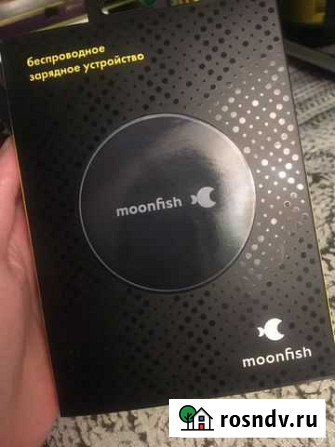 беспроводное
зарядное устройство
moonfish
moonfish
rosndv.ru